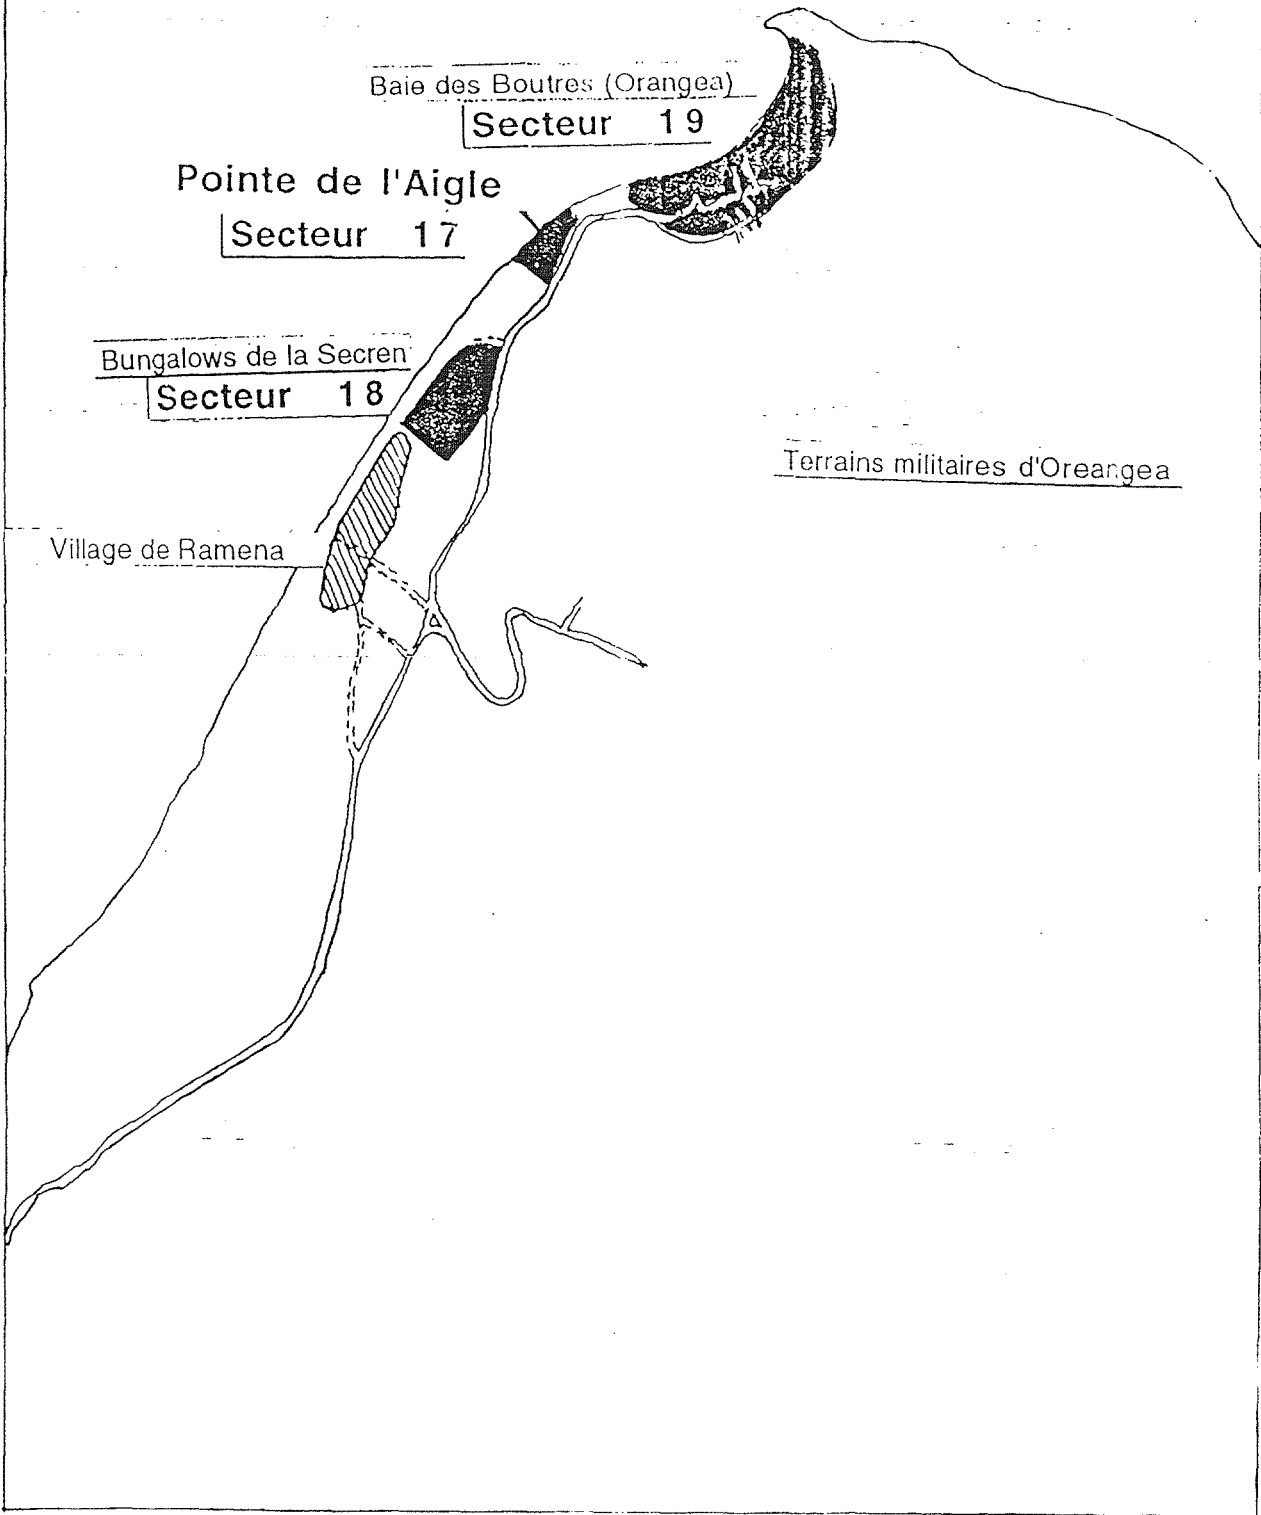 Baie des Boutres (Orangea)
Secteur 19
Pointe de l'Aigle
Secteur 17
Bungalows de la Secren
Secteur 18
Terrains militaires d'Oreangea
Village de Ramena